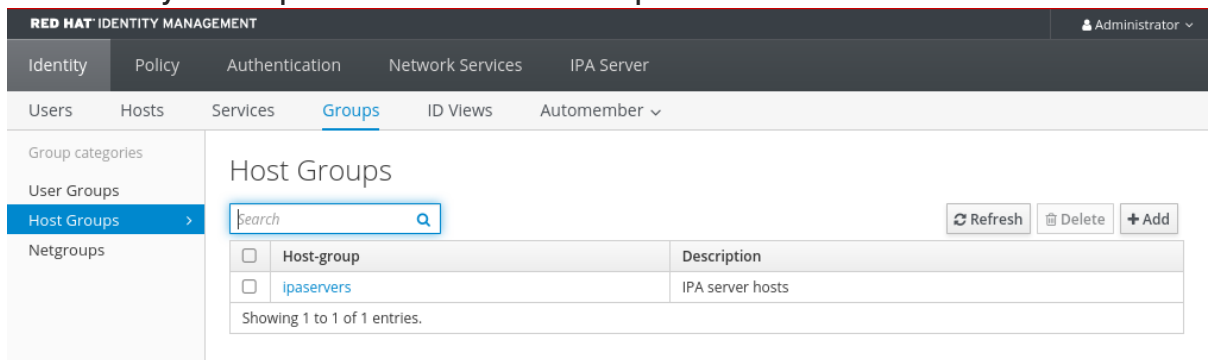 RED HAT IDENTITY MANAGEMENT
Administrator
Identity Policy Authentication Network Services IPA Server
Users Hosts Services Groups ID Views Automember
Group categories
User Groups
Host Groups
Netgroups
Host Groups
Search
Refresh Delete + Add
Host-group Description
ipaservers IPA server hosts
Showing 1 to 1 of 1 entries.